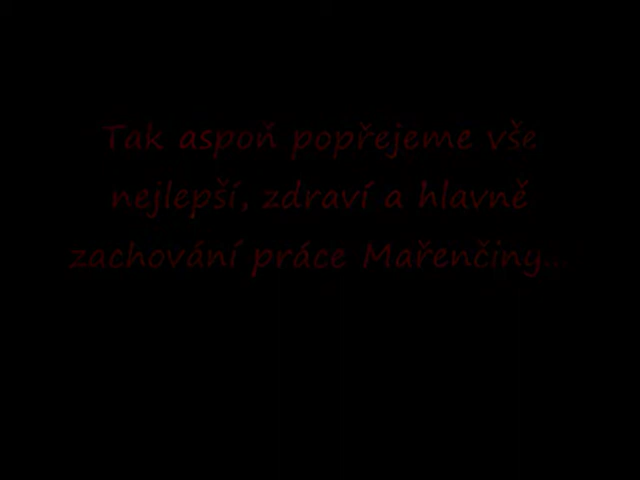 Tak aspoň popřejeme vše
nejlepší, zdraví a hlavně
zachování práce Mařenčiny...